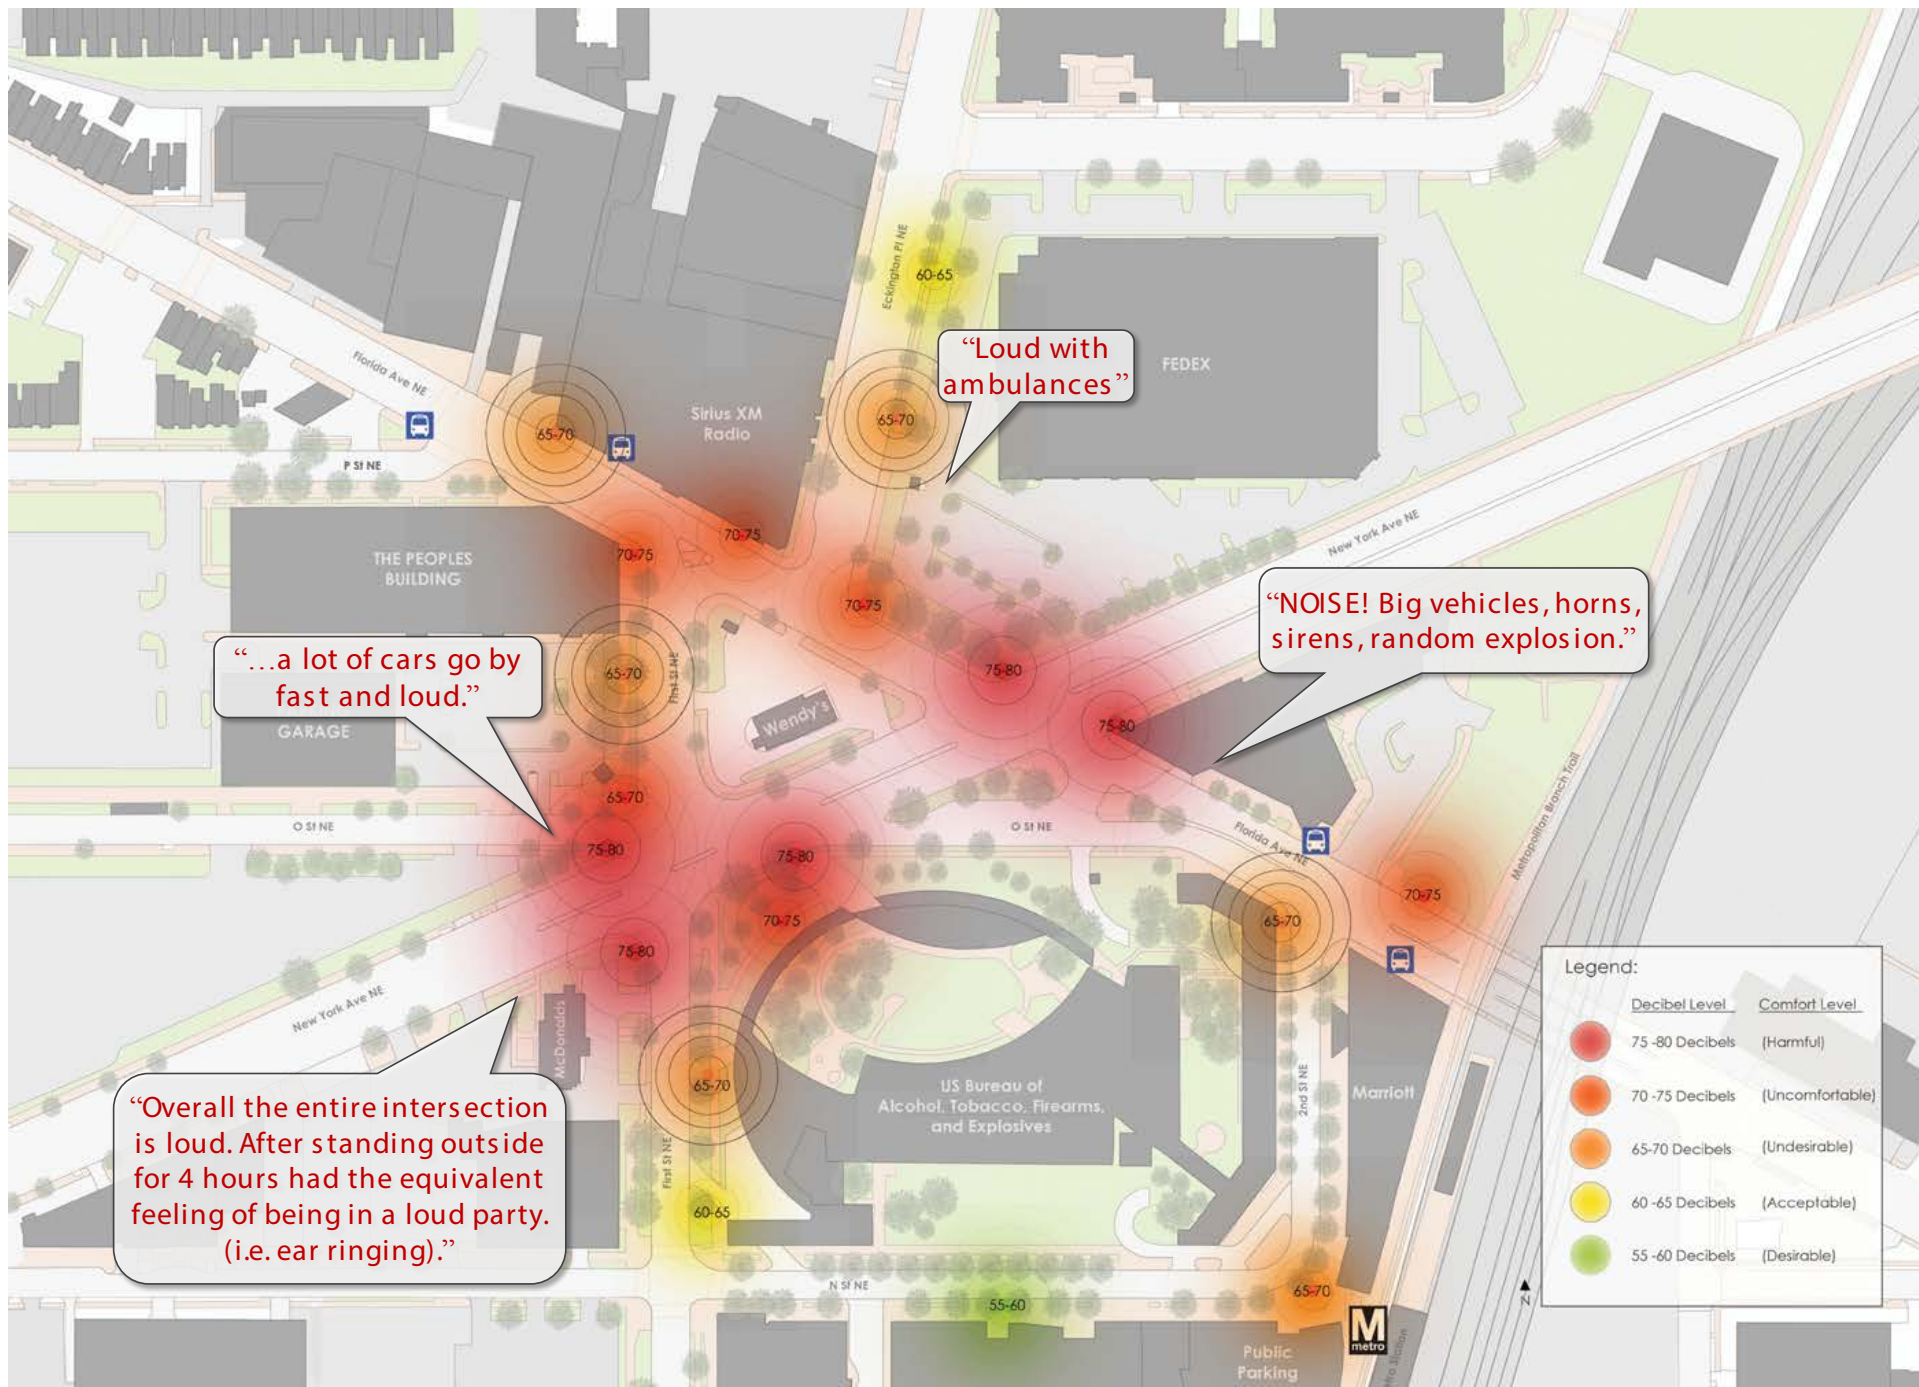 Eckington Pl NE
60-65
"Loud with
ambulances"
FEDEX
Florida Ave NE
Sirius XM
Radio
65-70
65-70
P St NE
70-75
70-75
New York Ave NE
THE PEOPLES
BUILDING
70-75
"NOISE! Big vehicles, horns,
sirens, random explosion."
"…a lot of cars go by
fast and loud."
65-70
First St NE
75-80
Wendy's
75-80
GARAGE
65-70
O St NE
O St NE
Florida Ave NE
Metropolitan Branch Trail
75-80
75-80
70-75
65-70
70-75
75-80
New York Ave NE
McDonalds
65-70
US Bureau of
Alcohol, Tobacco, Firearms,
and Explosives
2nd St NE
Marriott
"Overall the entire intersection
is loud. After standing outside
for 4 hours had the equivalent
feeling of being in a loud party.
(i.e. ear ringing)."
First St NE
60-65
N St NE
55-60
65-70
M
metro
Public
Parking
Legend:
Decibel Level Comfort Level
75 -80 Decibels (Harmful)
70 -75 Decibels (Uncomfortable)
65-70 Decibels (Undesirable)
60 -65 Decibels (Acceptable)
55 -60 Decibels (Desirable)
N